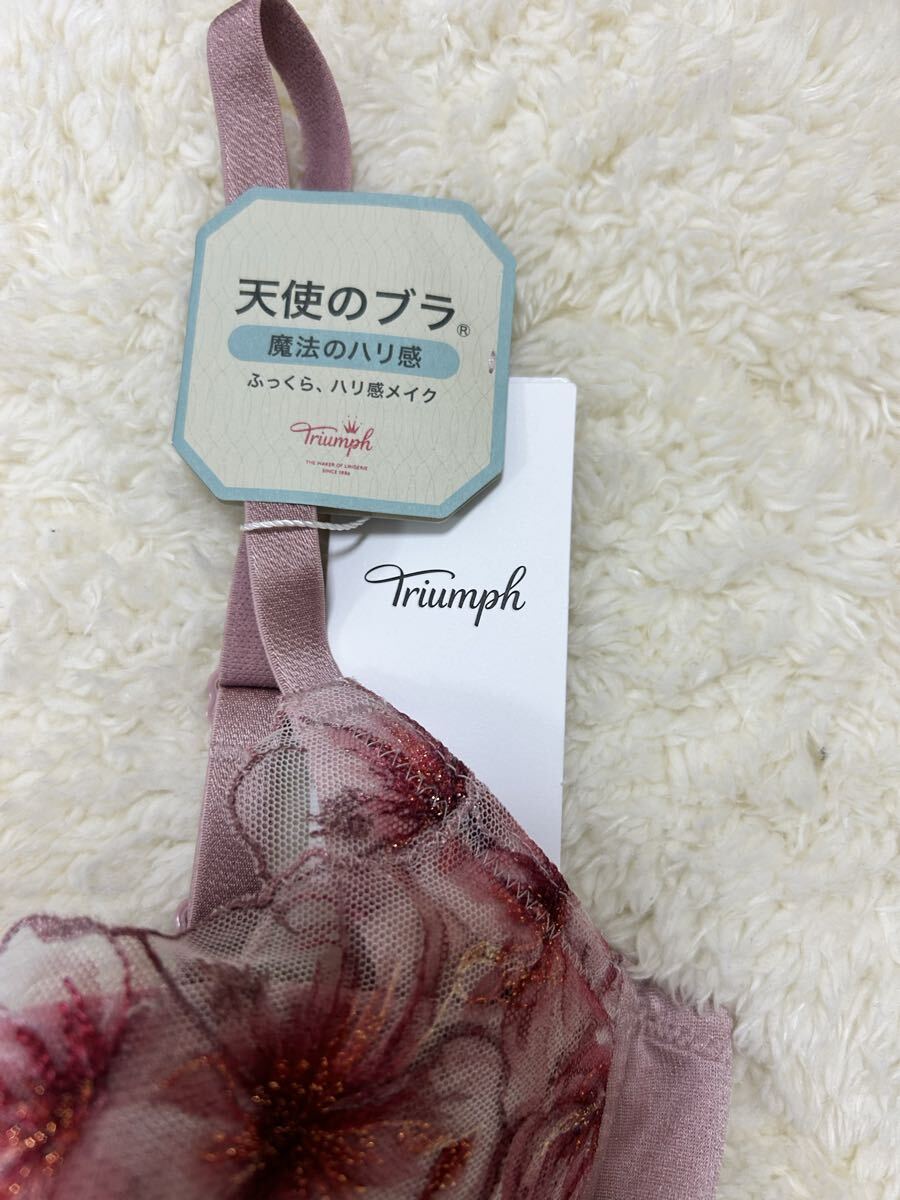 天使のブラ®
魔法のハリ感
ふっくら、ハリ感メイク
Triumph
THE MAKER OF LINGERIE
SINCE 1886
Triumph